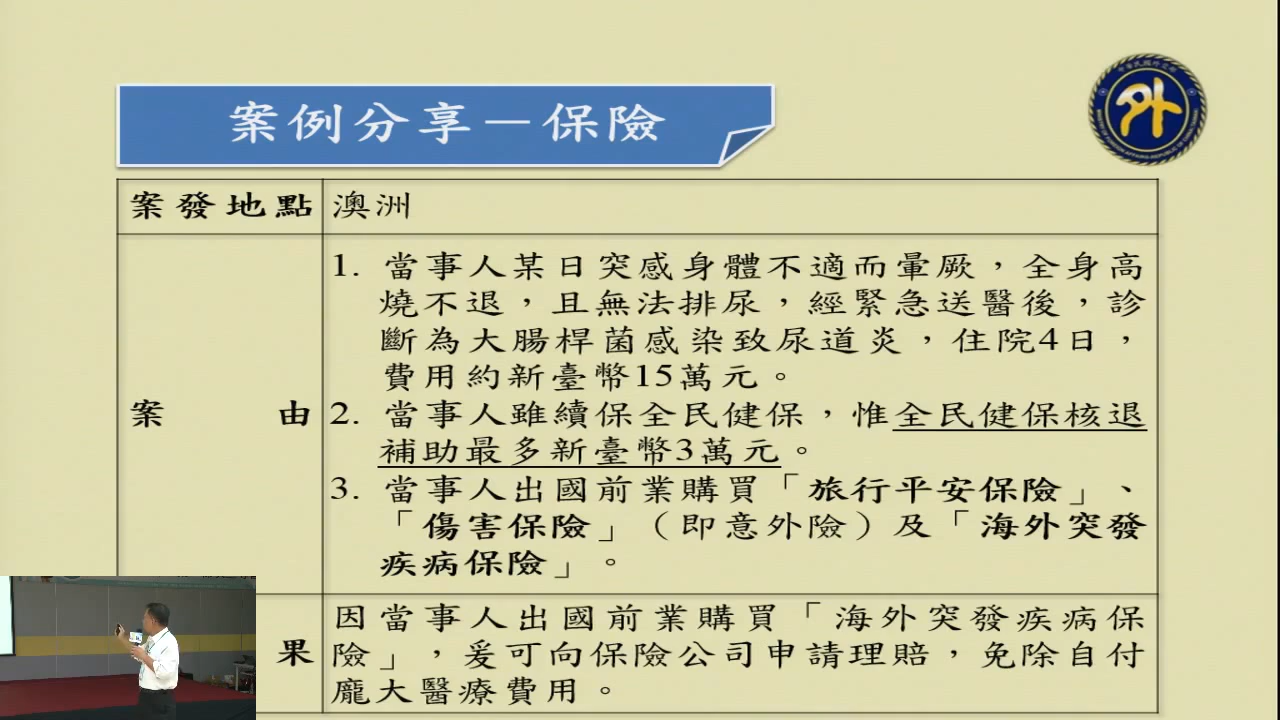 案例分享－保險
案發地點 澳洲
案由
1. 當事人某日突感身體不適而暈厥，全身高
燒不退，且無法排尿，經緊急送醫後，診
斷為大腸桿菌感染致尿道炎，住院4日，
費用約新臺幣15萬元。
2. 當事人雖續保全民健保，惟全民健保核退
補助最多新臺幣3萬元。
3. 當事人出國前業購買「旅行平安保險」、
「傷害保險」（即意外險）及「海外突發
疾病保險」。
果
因當事人出國前業購買「海外突發疾病保
險」，爰可向保險公司申請理賠，免除自付
龐大醫療費用。